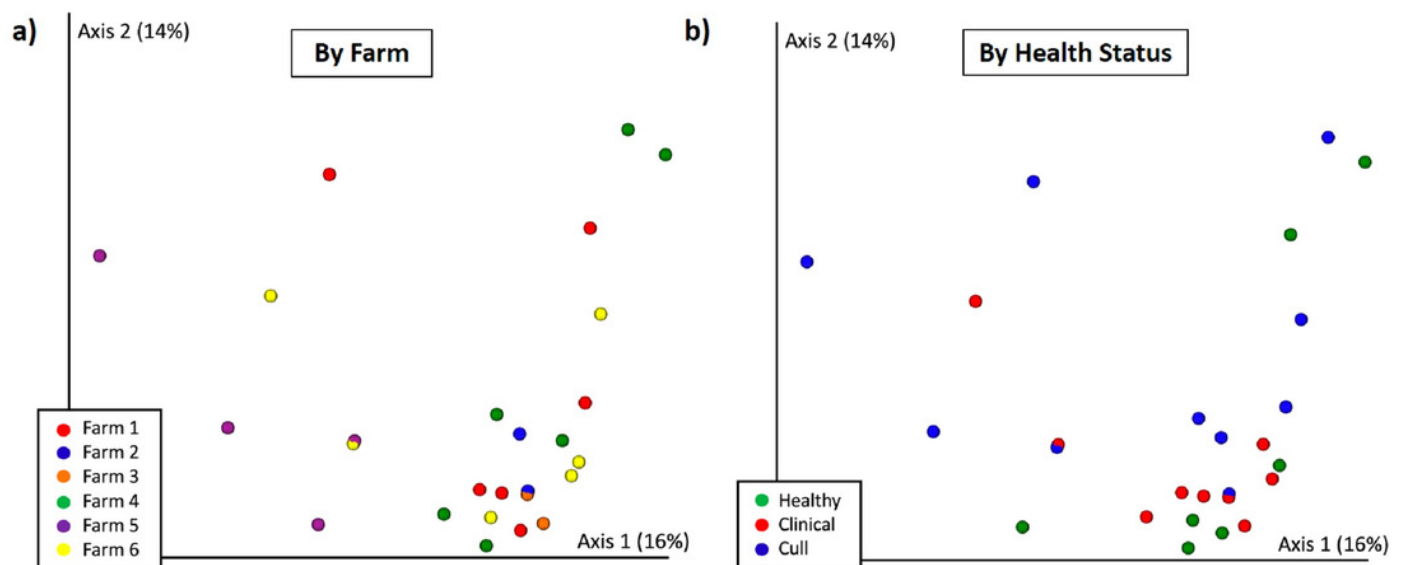 a)
Axis 2 (14%)
By Farm
Farm 1
Farm 2
Farm 3
Farm 4
Farm 5
Farm 6
Axis 1 (16%)
b)
Axis 2 (14%)
By Health Status
Healthy
Clinical
Cull
Axis 1 (16%)